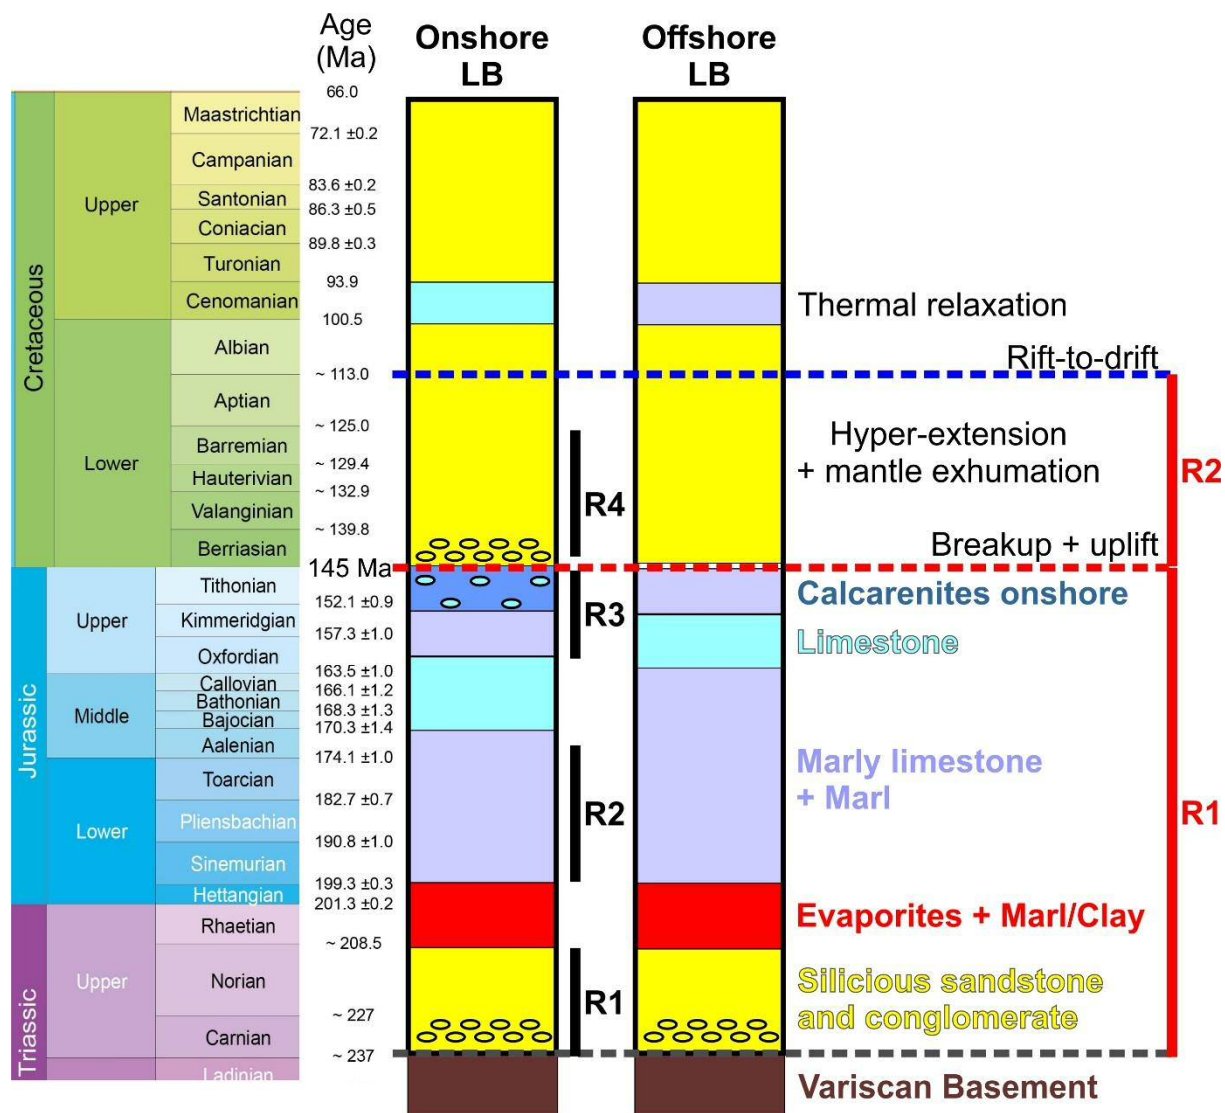 Age
(Ma)
Onshore
LB
Offshore
LB
66.0
Cretaceous
Upper
Maastrichtian
72.1 ±0.2
Campanian
83.6 ±0.2
Santonian
86.3 ±0.5
Coniacian
89.8 ±0.3
Turonian
93.9
Cenomanian
Thermal relaxation
100.5
Lower
Albian
Rift-to-drift
~ 113.0
Aptian
~ 125.0
Hyper-extension
+ mantle exhumation
R2
Barremian
~ 129.4
Hauterivian
~ 132.9
Valanginian
R4
~ 139.8
Berriasian
Breakup + uplift
145 Ma
Jurassic
Upper
Tithonian
Calcarenites onshore
152.1 ±0.9
R3
Kimmeridgian
157.3 ±1.0
Limestone
Oxfordian
163.5 ±1.0
Middle
Callovian
166.1 ±1.2
Bathonian
168.3 ±1.3
Bajocian
170.3 ±1.4
Aalenian
174.1 ±1.0
Lower
Toarcian
Marly limestone
+ Marl
182.7 ±0.7
R2
R1
Pliensbachian
190.8 ±1.0
Sinemurian
199.3 ±0.3
Hettangian
201.3 ±0.2
Triassic
Upper
Rhaetian
Evaporites + Marl/Clay
~ 208.5
Norian
Silicious sandstone
and conglomerate
R1
~ 227
Carnian
~ 237
Ladinian
Variscan Basement